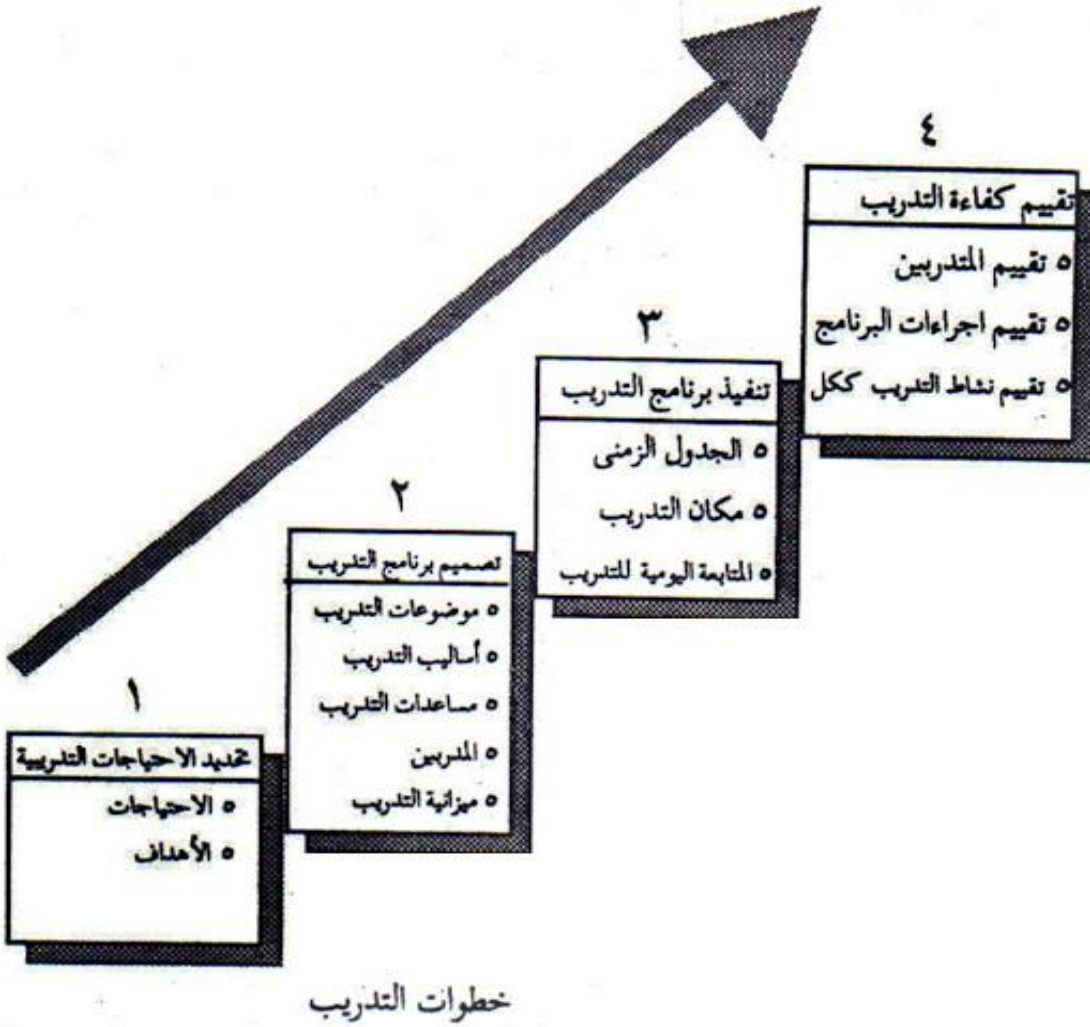 ١
تحديد الاحتياجات التدريبية
٥ الاحتياجات
٥ الأهداف
٢
تصميم برنامج التدريب
٥ موضوعات التدريب
٥ أساليب التدريب
٥ مساعدات التدريب
٥ المدربين
٥ ميزانية التدريب
٣
تنفيذ برنامج التدريب
٥ الجدول الزمنى
٥ مكان التدريب
٥ المتابعة اليومية للتدريب
٤
تقييم كفاءة التدريب
٥ تقييم المتدربين
٥ تقييم اجراءات البرنامج
٥ تقييم نشاط التدريب ككل
خطوات التدريب